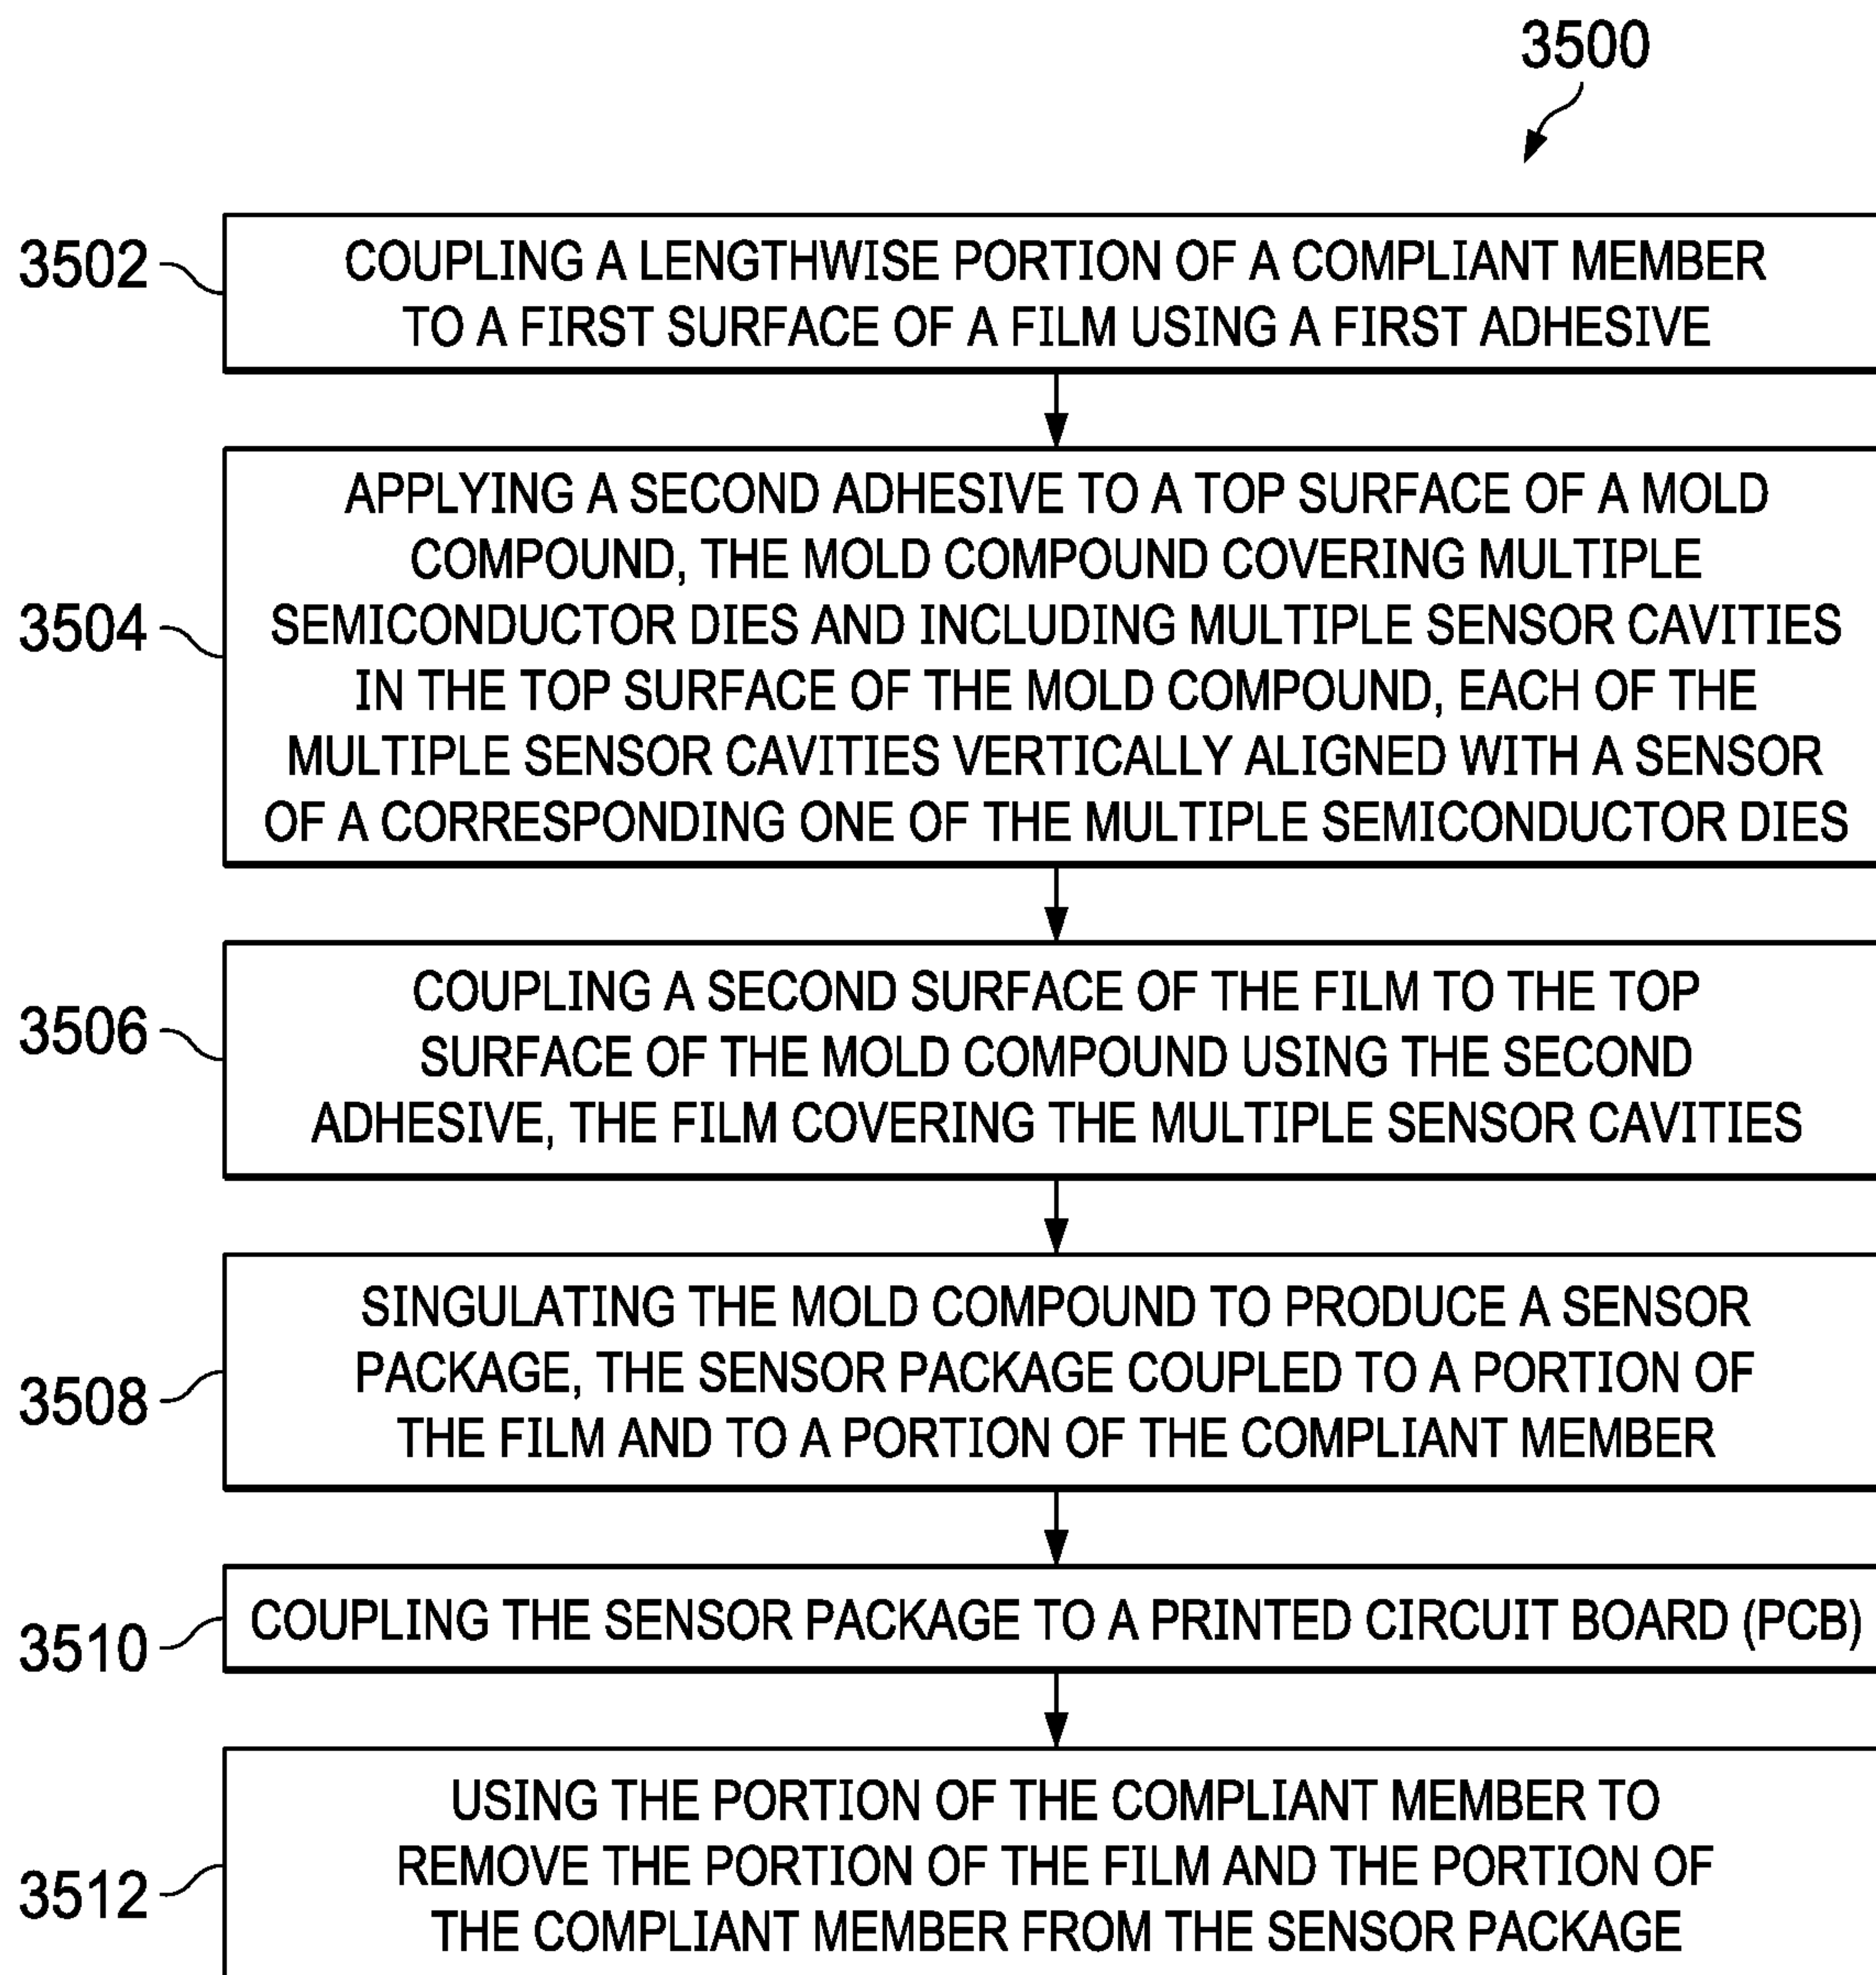 3500
3502
COUPLING A LENGTHWISE PORTION OF A COMPLIANT MEMBER
TO A FIRST SURFACE OF A FILM USING A FIRST ADHESIVE
3504
APPLYING A SECOND ADHESIVE TO A TOP SURFACE OF A MOLD
COMPOUND, THE MOLD COMPOUND COVERING MULTIPLE
SEMICONDUCTOR DIES AND INCLUDING MULTIPLE SENSOR CAVITIES
IN THE TOP SURFACE OF THE MOLD COMPOUND, EACH OF THE
MULTIPLE SENSOR CAVITIES VERTICALLY ALIGNED WITH A SENSOR
OF A CORRESPONDING ONE OF THE MULTIPLE SEMICONDUCTOR DIES
3506
COUPLING A SECOND SURFACE OF THE FILM TO THE TOP
SURFACE OF THE MOLD COMPOUND USING THE SECOND
ADHESIVE, THE FILM COVERING THE MULTIPLE SENSOR CAVITIES
3508
SINGULATING THE MOLD COMPOUND TO PRODUCE A SENSOR
PACKAGE, THE SENSOR PACKAGE COUPLED TO A PORTION OF
THE FILM AND TO A PORTION OF THE COMPLIANT MEMBER
3510
COUPLING THE SENSOR PACKAGE TO A PRINTED CIRCUIT BOARD (PCB)
3512
USING THE PORTION OF THE COMPLIANT MEMBER TO
REMOVE THE PORTION OF THE FILM AND THE PORTION OF
THE COMPLIANT MEMBER FROM THE SENSOR PACKAGE